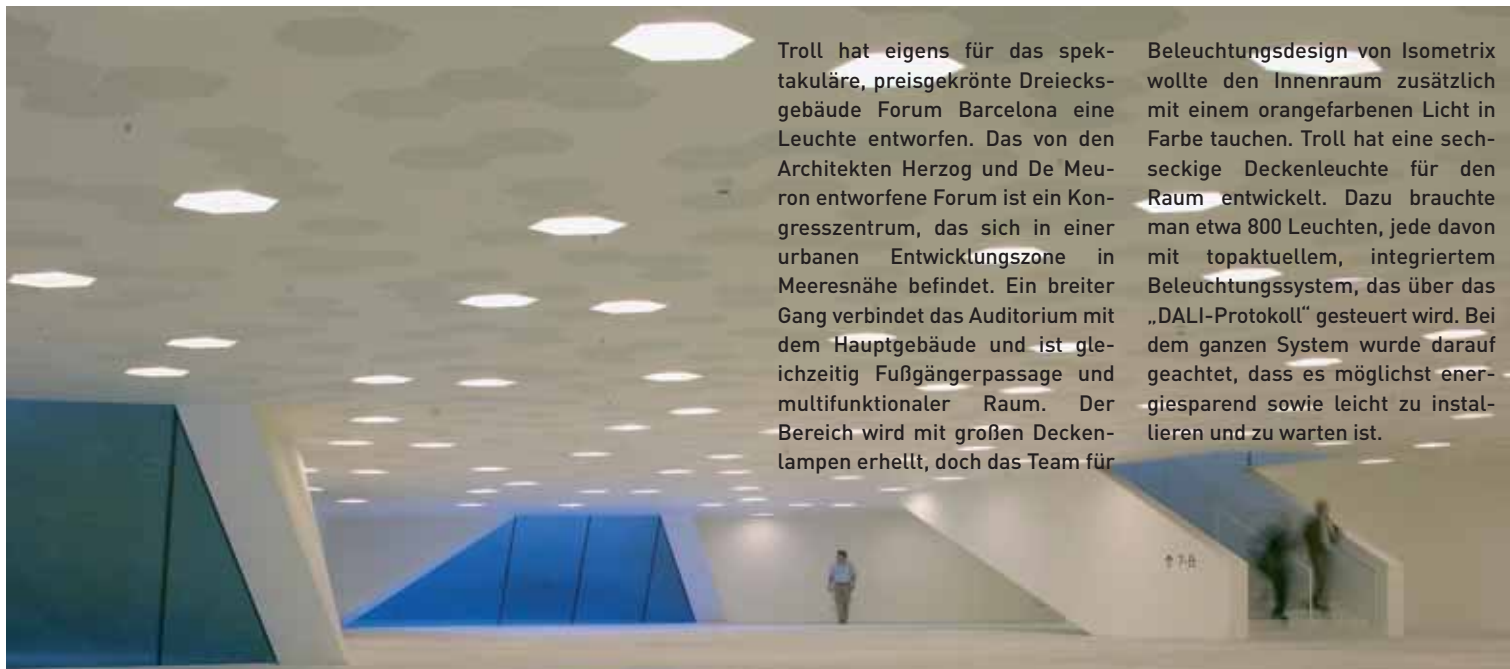 Troll hat eigens für das spek-
takuläre, preisgekrönte Dreiecks-
gebäude Forum Barcelona eine
Leuchte entworfen. Das von den
Architekten Herzog und De Meu-
ron entworfene Forum ist ein Kon-
gresszentrum, das sich in einer
urbanen Entwicklungszone in
Meeresnähe befindet. Ein breiter
Gang verbindet das Auditorium mit
dem Hauptgebäude und ist gle-
ichzeitig Fußgängerpassage und
multifunktionaler Raum. Der
Bereich wird mit großen Decken-
lampen erhellt, doch das Team für
Beleuchtungsdesign von Isometrix
wollte den Innenraum zusätzlich
mit einem orangefarbenen Licht in
Farbe tauchen. Troll hat eine sech-
seckige Deckenleuchte für den
Raum entwickelt. Dazu brauchte
man etwa 800 Leuchten, jede davon
mit topaktuellem, integriertem
Beleuchtungssystem, das über das
„DALI-Protokoll“ gesteuert wird. Bei
dem ganzen System wurde darauf
geachtet, dass es möglichst ener-
giesparend sowie leicht zu instal-
lieren und zu warten ist.
↑ 7-8